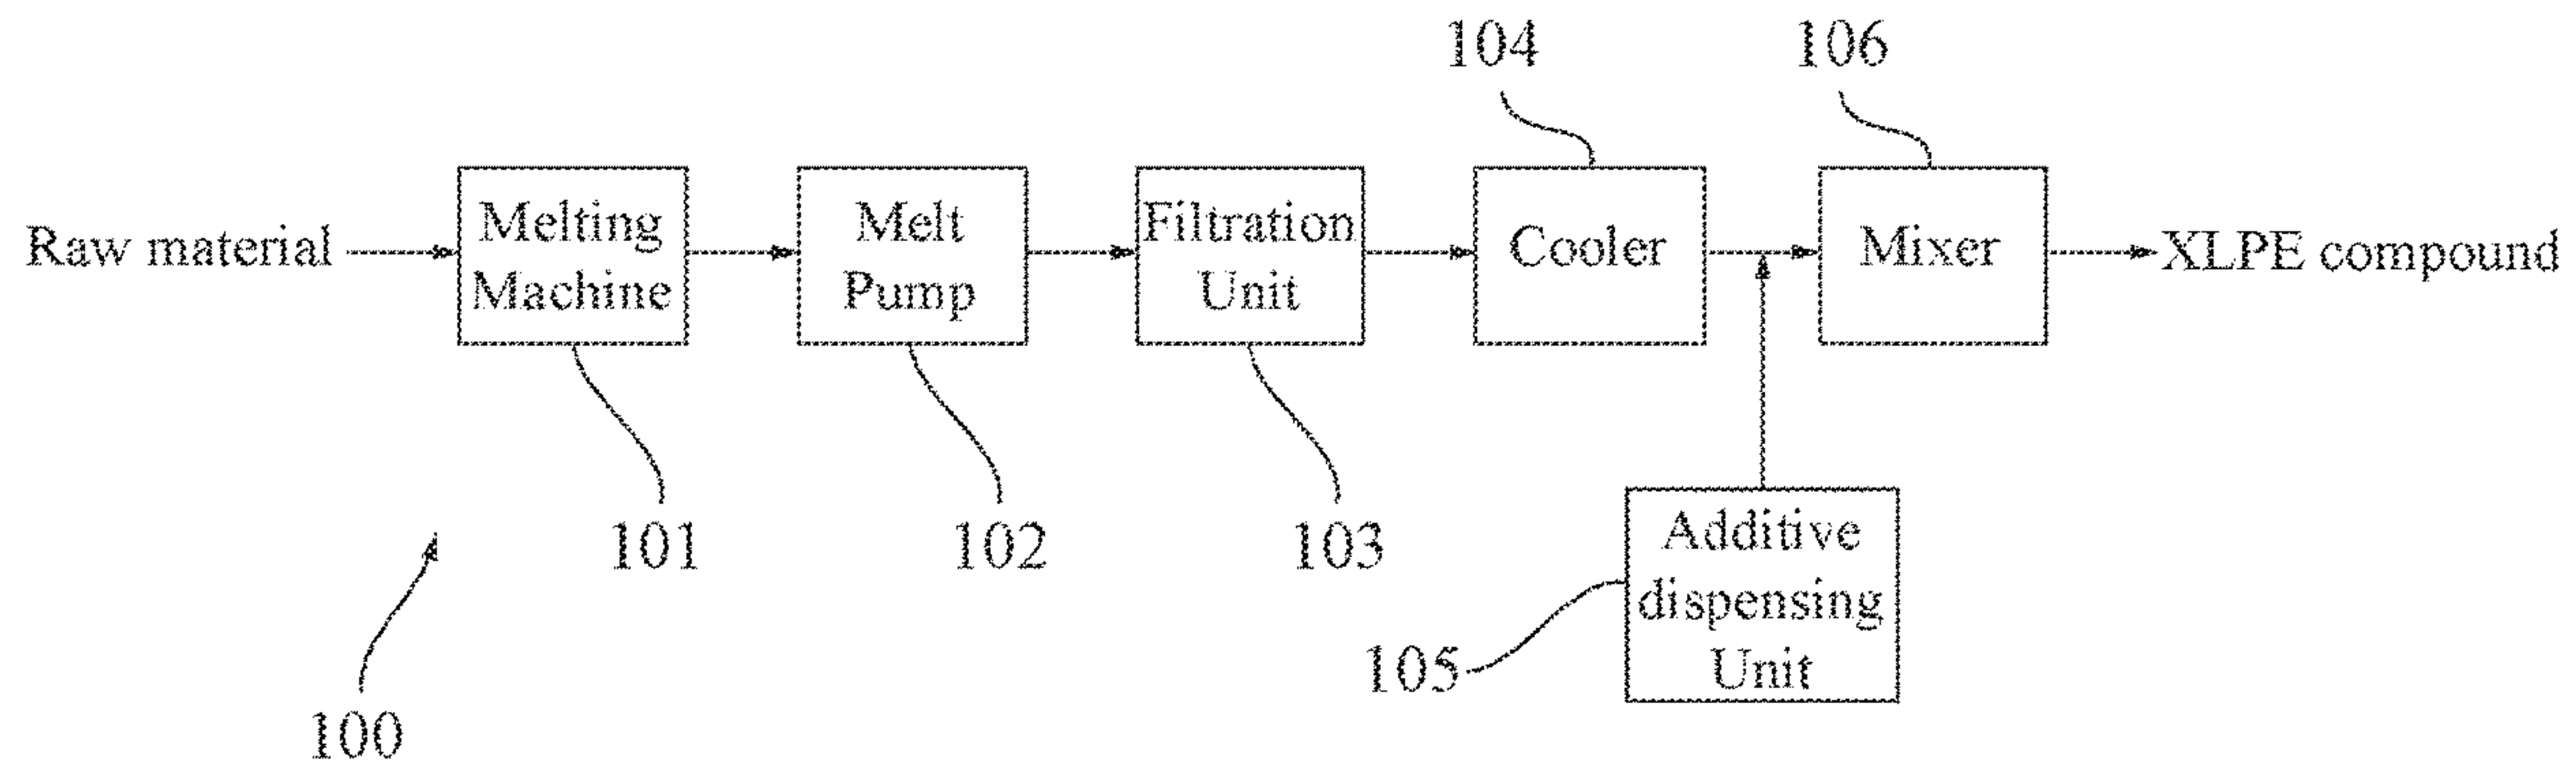 104
106
Raw material
Melting
Machine
Melt
Pump
Filtration
Unit
Cooler
Mixer
XLPE compound
101
102
103
Additive
dispensing
Unit
105
100